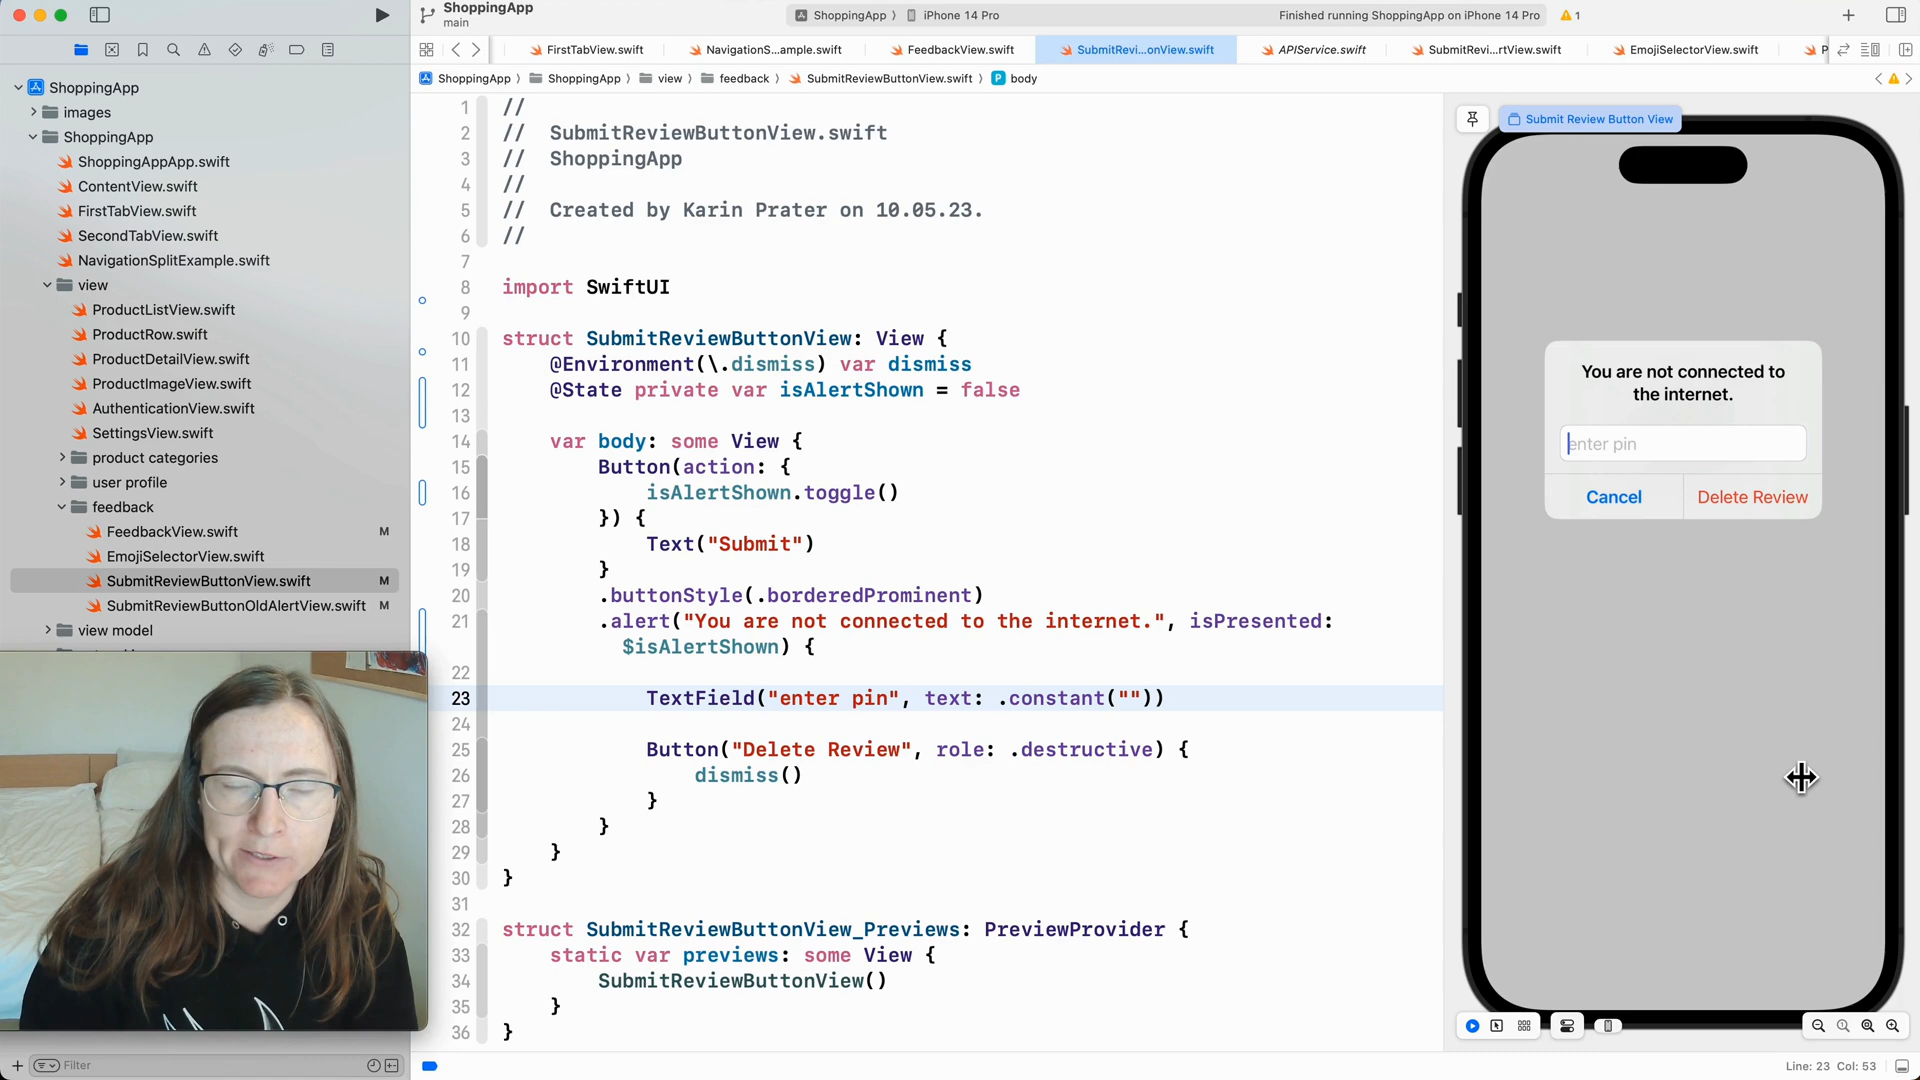 ShoppingApp
main
ShoppingApp
iPhone 14 Pro
Finished running ShoppingApp on iPhone 14 Pro
1
FirstTabView.swift
NavigationS...ample.swift
FeedbackView.swift
SubmitRevi...onView.swift
APIService.swift
SubmitRevi...rtView.swift
EmojiSelectorView.swift
P
ShoppingApp
ShoppingApp
view
feedback
SubmitReviewButtonView.swift
P
body
ShoppingApp
images
ShoppingApp
ShoppingAppApp.swift
ContentView.swift
FirstTabView.swift
SecondTabView.swift
NavigationSplitExample.swift
view
ProductListView.swift
ProductRow.swift
ProductDetailView.swift
ProductImageView.swift
AuthenticationView.swift
SettingsView.swift
product categories
user profile
feedback
FeedbackView.swift M
EmojiSelectorView.swift
SubmitReviewButtonView.swift M
SubmitReviewButtonOldAlertView.swift M
view model
Filter
1 //
2 //  SubmitReviewButtonView.swift
3 //  ShoppingApp
4 //
5 //  Created by Karin Prater on 10.05.23.
6 //
7
8 import SwiftUI
9
10 struct SubmitReviewButtonView: View {
11     @Environment(\.dismiss) var dismiss
12     @State private var isAlertShown = false
13
14     var body: some View {
15         Button(action: {
16             isAlertShown.toggle()
17         }) {
18             Text("Submit")
19         }
20         .buttonStyle(.borderedProminent)
21         .alert("You are not connected to the internet.", isPresented:
$isAlertShown) {
22
23             TextField("enter pin", text: .constant(""))
24
25             Button("Delete Review", role: .destructive) {
26                 dismiss()
27             }
28         }
29     }
30 }
31
32 struct SubmitReviewButtonView_Previews: PreviewProvider {
33     static var previews: some View {
34         SubmitReviewButtonView()
35     }
36 }
Submit Review Button View
You are not connected to
the internet.
enter pin
Cancel
Delete Review
Line: 23 Col: 53